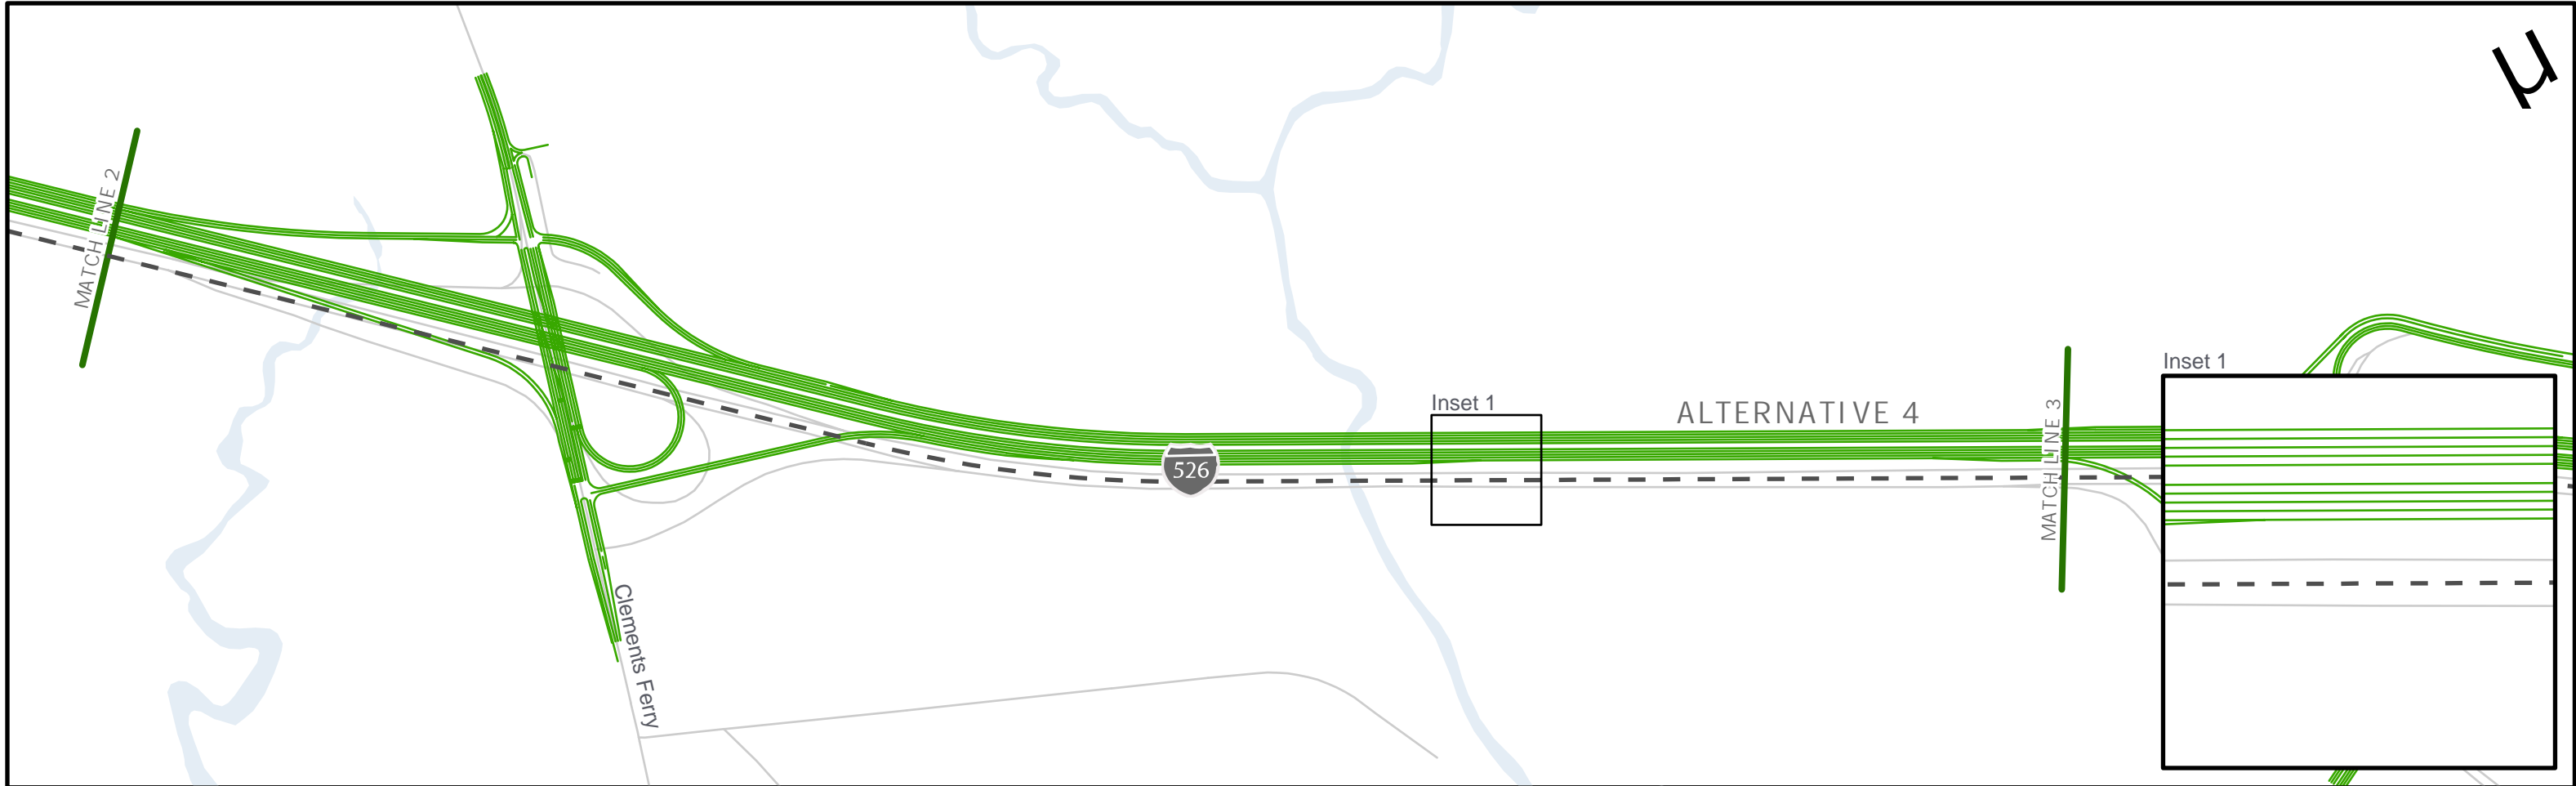 µ
MATCH LINE 2
Inset 1
Inset 1
ALTERNATIVE 4
MATCH LINE 3
526
Clements Ferry